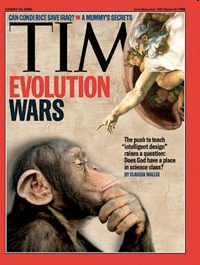 CAN CONDI RICE SAVE IRAQ? A MUMMY'S SECRETS
TIM
EVOLUTION
WARS
The push to teach
"intelligent design"
raises a question:
Does God have a place
in science class?
BY CLAUDIA WALLIS